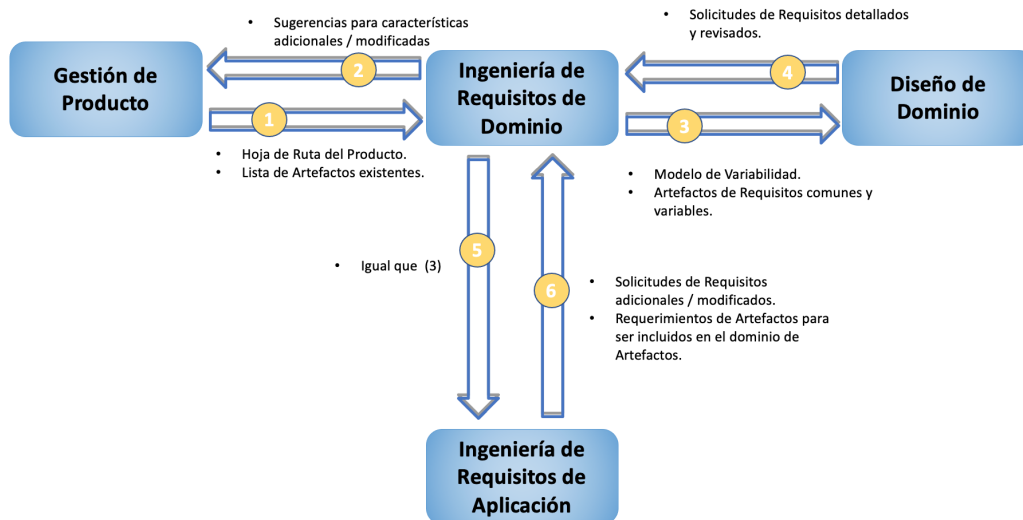 • Sugerencias para características
adicionales / modificadas
• Solicitudes de Requisitos detallados
y revisados.
Gestión de
Producto
2
Ingeniería de
Requisitos de
Dominio
4
Diseño de
Dominio
1
3
• Hoja de Ruta del Producto.
• Lista de Artefactos existentes.
• Modelo de Variabilidad.
• Artefactos de Requisitos comunes y
variables.
5
• Igual que (3)
6
• Solicitudes de Requisitos
adicionales / modificados.
• Requerimientos de Artefactos para
ser incluidos en el dominio de
Artefactos.
Ingeniería de
Requisitos de
Aplicación